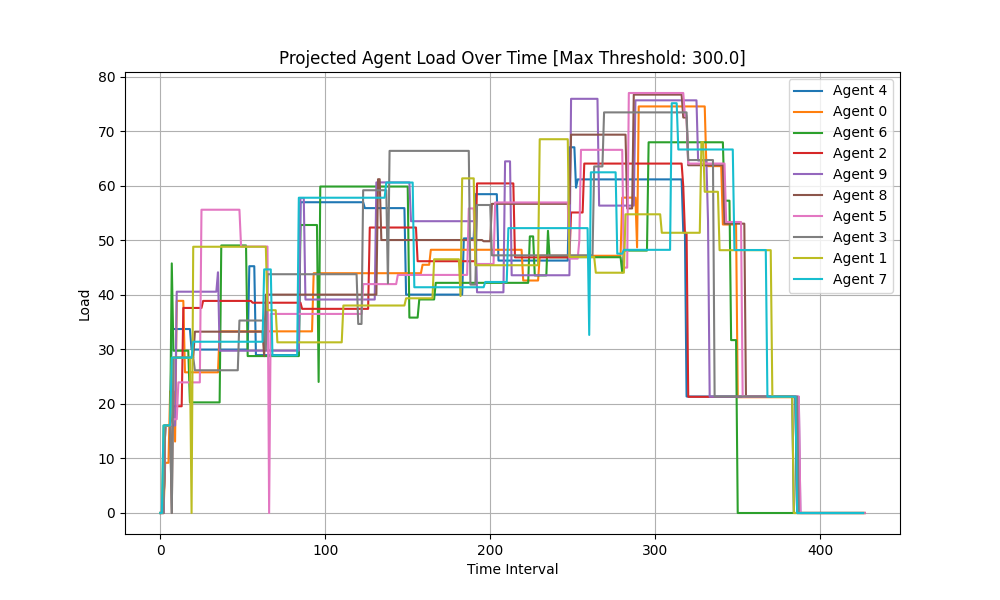 Projected Agent Load Over Time [Max Threshold: 300.0]
80
70
60
50
40
30
20
10
0
Load
0
100
200
300
400
Time Interval
Agent 4
Agent 0
Agent 6
Agent 2
Agent 9
Agent 8
Agent 5
Agent 3
Agent 1
Agent 7